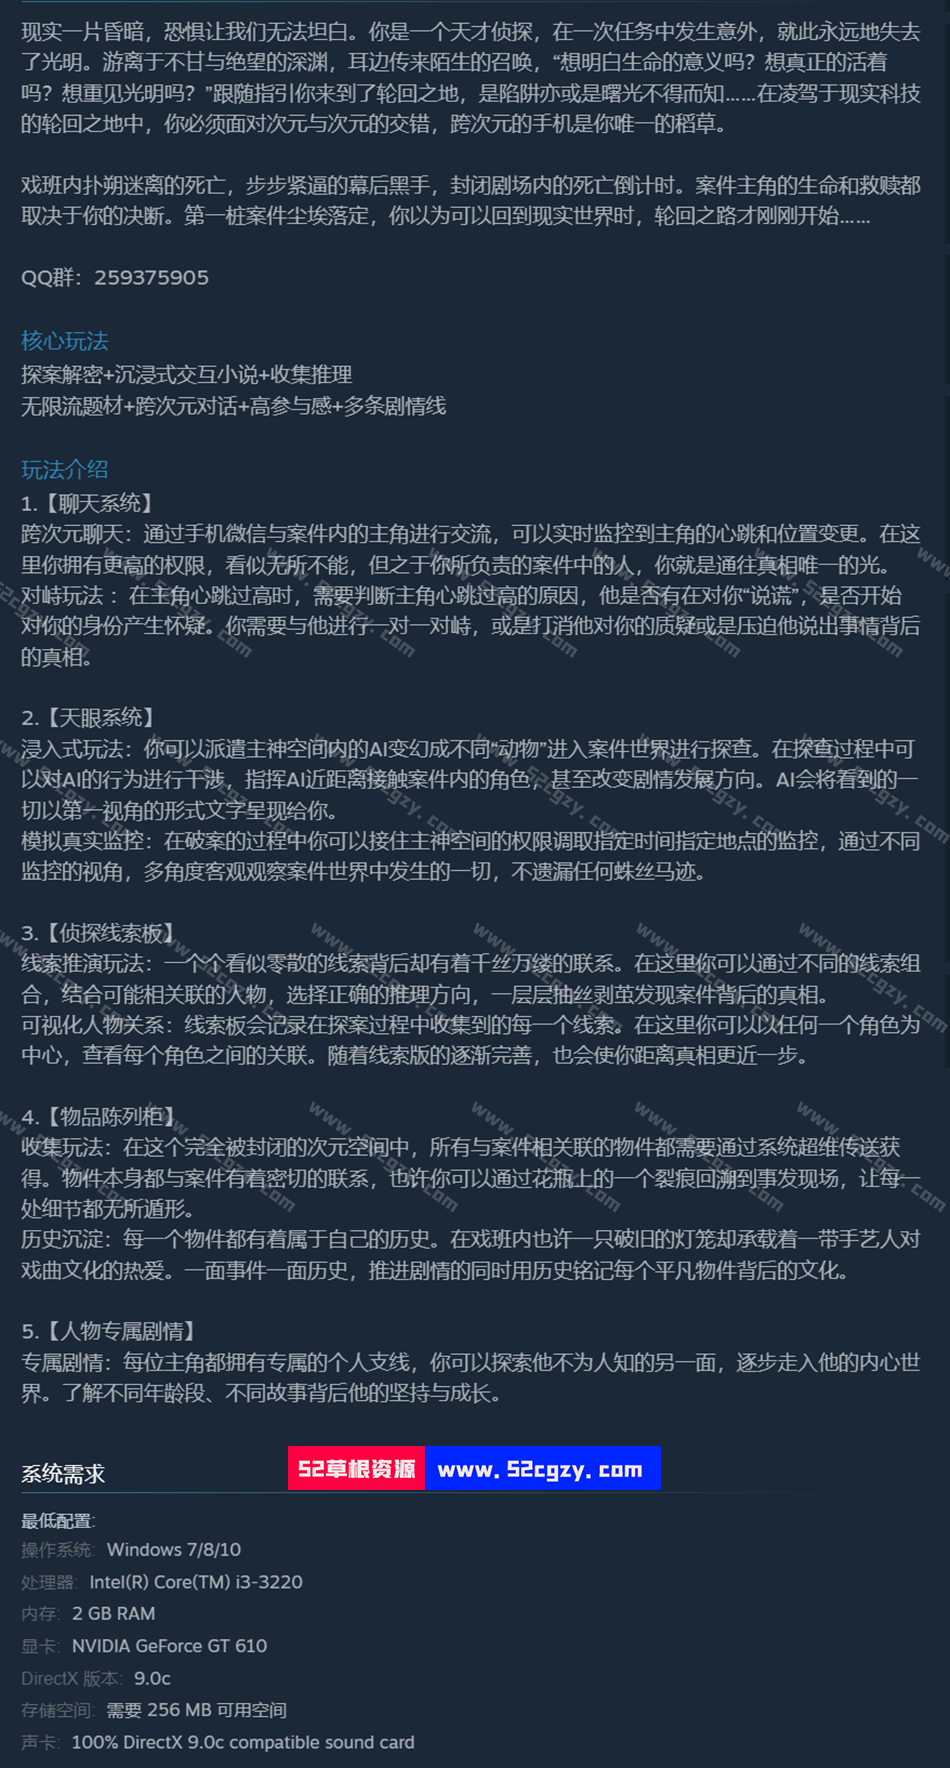 现实一片昏暗，恐惧让我们无法坦白。你是一个天才侦探，在一次任务中发生意外，就此永远地失去
了光明。游离于不甘与绝望的深渊，耳边传来陌生的召唤，“想明白生命的意义吗？想真正的活着
吗？想重见光明吗？”跟随指引你来到了轮回之地，是陷阱亦或是曙光不得而知......在凌驾于现实科技
的轮回之地中，你必须面对次元与次元的交错，跨次元的手机是你唯一的稻草。
戏班内扑朔迷离的死亡，步步紧逼的幕后黑手，封闭剧场内的死亡倒计时。案件主角的生命和救赎都
取决于你的决断。第一桩案件尘埃落定，你以为可以回到现实世界时，轮回之路才刚刚开始......
QQ群：259375905
核心玩法
探案解密+沉浸式交互小说+收集推理
无限流题材+跨次元对话+高参与感+多条剧情线
玩法介绍
1.【聊天系统】
跨次元聊天：通过手机微信与案件内的主角进行交流，可以实时监控到主角的心跳和位置变更。在这
里你拥有更高的权限，看似无所不能，但之于你所负责的案件中的人，你就是通往真相唯一的光。
对峙玩法 ：在主角心跳过高时，需要判断主角心跳过高的原因，他是否有在对你“说谎”，是否开始
对你的身份产生怀疑。你需要与他进行一对一对峙，或是打消他对你的质疑或是压迫他说出事情背后
的真相。
2.【天眼系统】
浸入式玩法：你可以派遣主神空间内的AI变幻成不同“动物”进入案件世界进行探查。在探查过程中可
以对AI的行为进行干涉，指挥AI近距离接触案件内的角色，甚至改变剧情发展方向。AI会将看到的一
切以第一视角的形式文字呈现给你。
模拟真实监控：在破案的过程中你可以接住主神空间的权限调取指定时间指定地点的监控，通过不同
监控的视角，多角度客观观察案件世界中发生的一切，不遗漏任何蛛丝马迹。
3.【侦探线索板】
线索推演玩法：一个个看似零散的线索背后却有着千丝万缕的联系。在这里你可以通过不同的线索组
合，结合可能相关联的人物，选择正确的推理方向，一层层抽丝剥茧发现案件背后的真相。
可视化人物关系：线索板会记录在探案过程中收集到的每一个线索。在这里你可以以任何一个角色为
中心，查看每个角色之间的关联。随着线索版的逐渐完善，也会使你距离真相更近一步。
4.【物品陈列柜】
收集玩法：在这个完全被封闭的次元空间中，所有与案件相关联的物件都需要通过系统超维传送获
得。物件本身都与案件有着密切的联系，也许你可以通过花瓶上的一个裂痕回溯到事发现场，让每一
处细节都无所遁形。
历史沉淀：每一个物件都有着属于自己的历史。在戏班内也许一只破旧的灯笼却承载着一带手艺人对
戏曲文化的热爱。一面事件一面历史，推进剧情的同时用历史铭记每个平凡物件背后的文化。
5.【人物专属剧情】
专属剧情：每位主角都拥有专属的个人支线，你可以探索他不为人知的另一面，逐步走入他的内心世
界。了解不同年龄段、不同故事背后他的坚持与成长。
52草根资源 www.52cgzy.com
系统需求
最低配置:
操作系统: Windows 7/8/10
处理器: Intel(R) Core(TM) i3-3220
内存: 2 GB RAM
显卡: NVIDIA GeForce GT 610
DirectX 版本: 9.0c
存储空间: 需要 256 MB 可用空间
声卡: 100% DirectX 9.0c compatible sound card